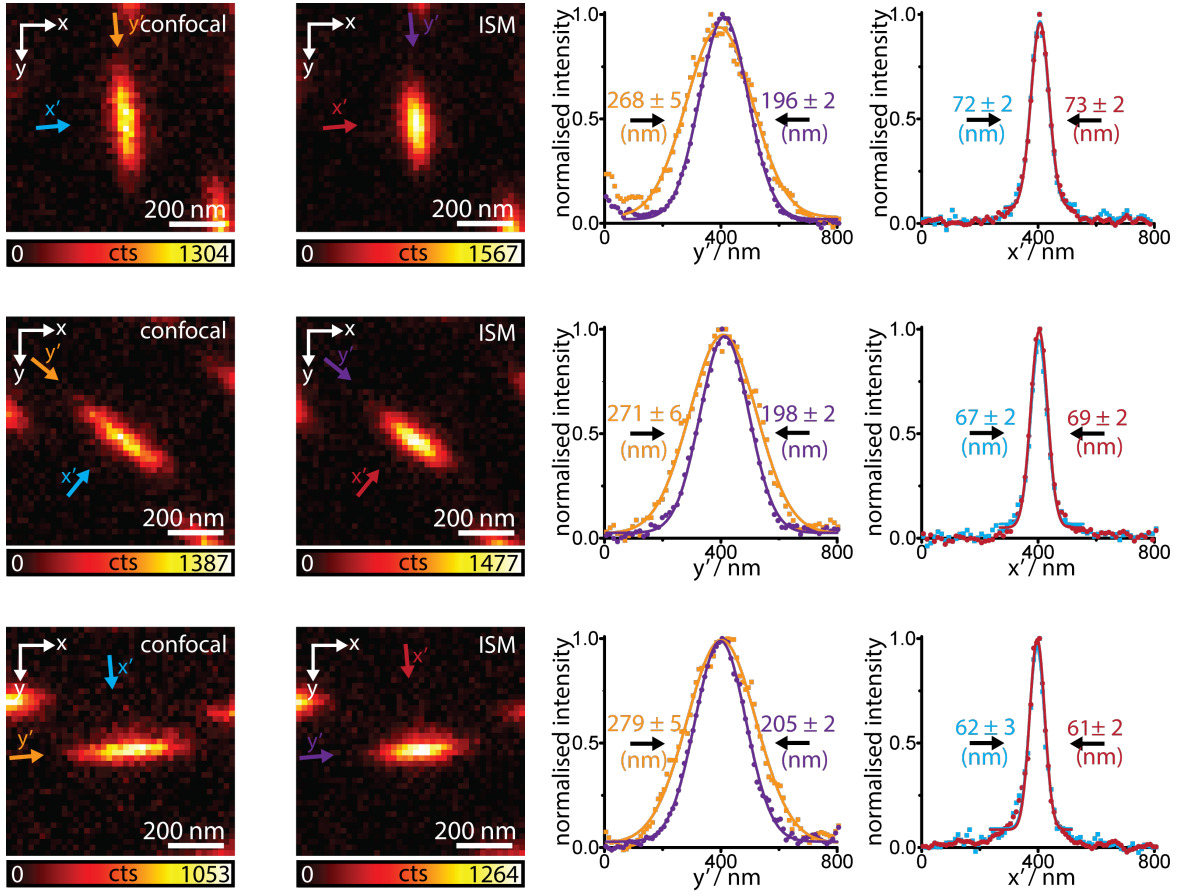 x
y
y'
confocal
x'
200 nm
0 cts 1304
x
y
y'
ISM
x'
200 nm
0 cts 1567
normalised intensity
1.0
0.5
0.0
268 ± 5
(nm)
196 ± 2
(nm)
0 400 800
y'/ nm
normalised intensity
1.0
0.5
0.0
72 ± 2
(nm)
73 ± 2
(nm)
0 400 800
x'/ nm
x
y
y'
confocal
x'
200 nm
0 cts 1387
x
y
y'
ISM
x'
200 nm
0 cts 1477
normalised intensity
1.0
0.5
0.0
271 ± 6
(nm)
198 ± 2
(nm)
0 400 800
y'/ nm
normalised intensity
1.0
0.5
0.0
67 ± 2
(nm)
69 ± 2
(nm)
0 400 800
x'/ nm
x
y
x'
confocal
y'
200 nm
0 cts 1053
x
y
x'
ISM
y'
200 nm
0 cts 1264
normalised intensity
1.0
0.5
0.0
279 ± 5
(nm)
205 ± 2
(nm)
0 400 800
y'/ nm
normalised intensity
1.0
0.5
0.0
62 ± 3
(nm)
61 ± 2
(nm)
0 400 800
x'/ nm